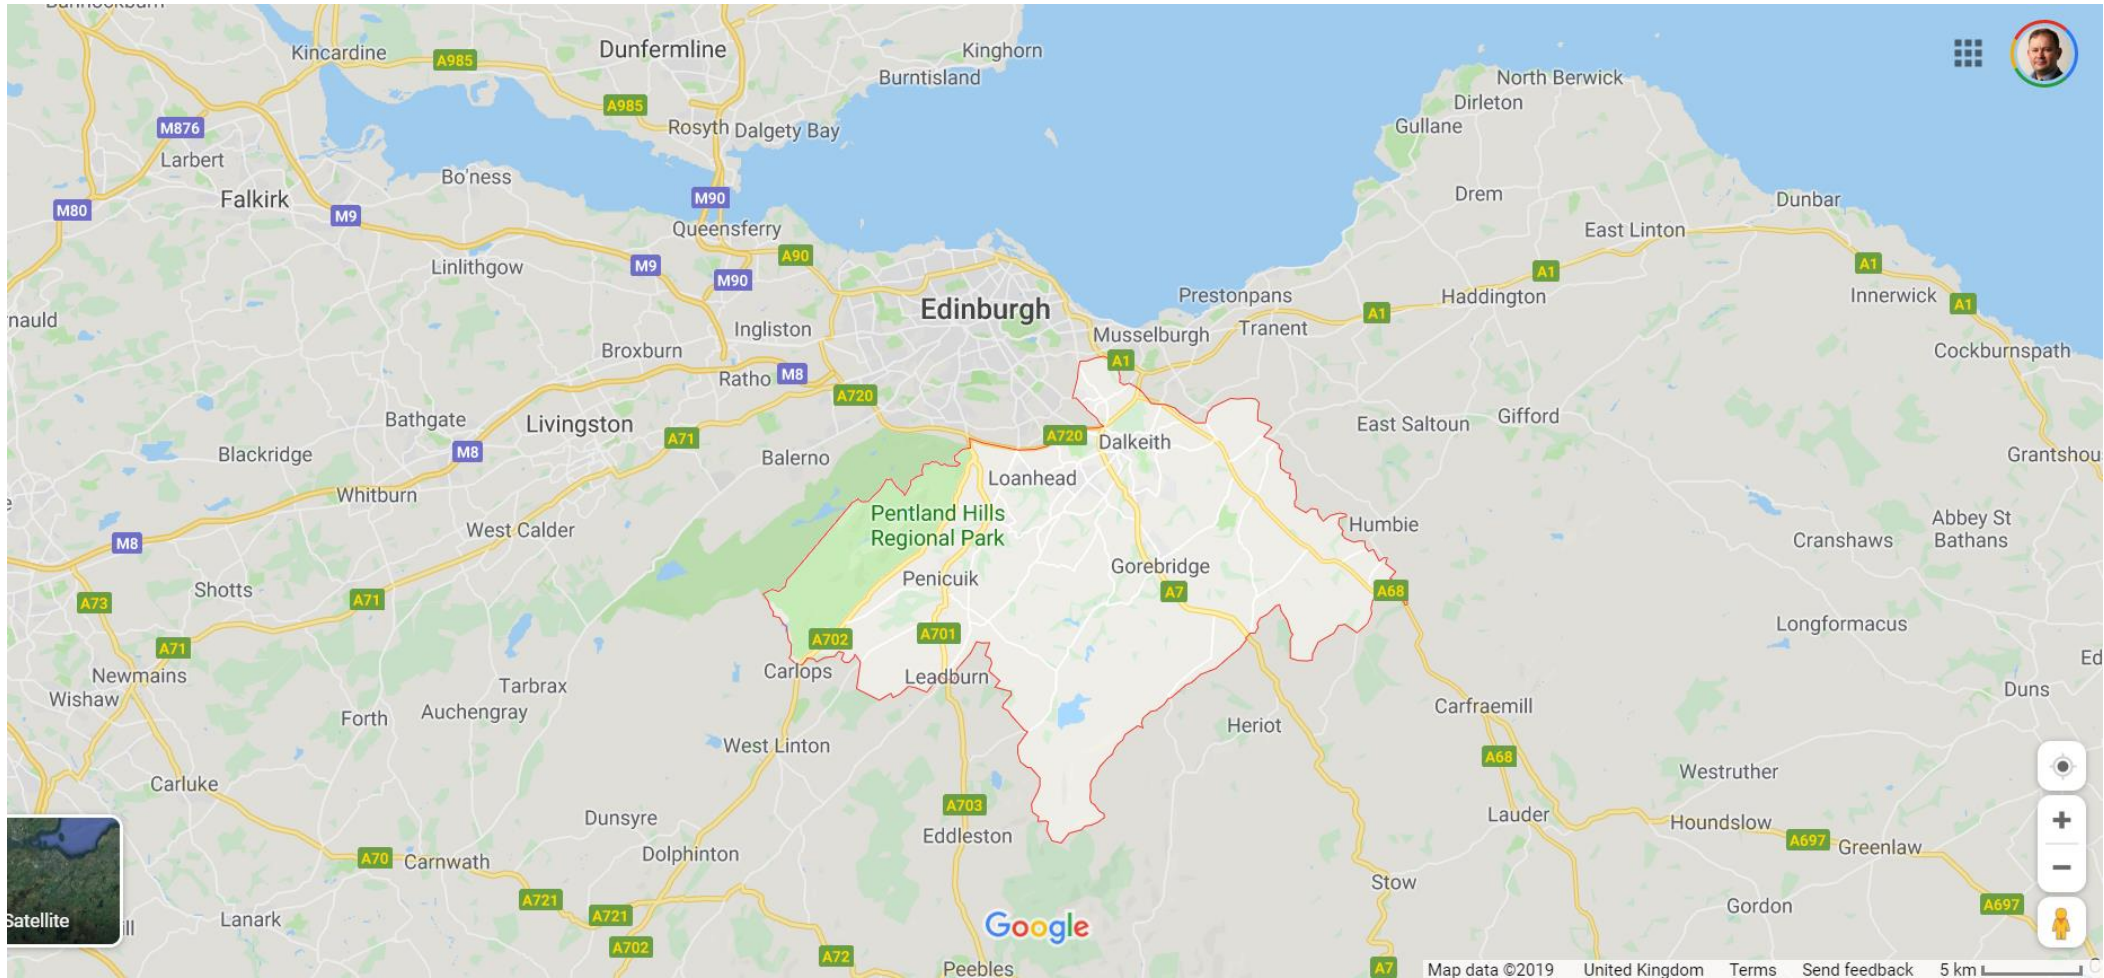 Kincardine
A985
Dunfermline
Kinghorn
Burntisland
North Berwick
Dirleton
A985
M876
Rosyth
Dalgety Bay
Gullane
Larbert
Bo'ness
Falkirk
M90
Drem
Dunbar
M80
M9
Queensferry
East Linton
A90
Linlithgow
M9
M90
A1
A1
Edinburgh
Prestonpans
Haddington
Innerwick
A1
nauld
Ingliston
Musselburgh
Tranent
A1
Broxburn
A1
Cockburnspath
Ratho
M8
A720
Bathgate
Livingston
A71
A720
Dalkeith
East Saltoun
Gifford
Blackridge
M8
Balerno
Grantshou
Loanhead
Whitburn
Pentland Hills
Regional Park
Humbie
Abbey St
Bathans
West Calder
M8
Cranshaws
Gorebridge
Penicuik
Shotts
A73
A71
A7
A68
A702
A701
Longformacus
A71
Newmains
Carlops
Leadburn
Ed
Wishaw
Tarbrax
Duns
Forth
Auchengray
Heriot
Carfraemill
West Linton
A68
Westruther
Carluke
A703
Dunsyre
Eddleston
Lauder
Houndslow
A697
Greenlaw
A70
Carnwath
Dolphinton
Stow
A721
A721
Gordon
A697
Satellite
ill
Lanark
Google
A702
A72
Peebles
A7
Map data ©2019 United Kingdom Terms Send feedback 5 km